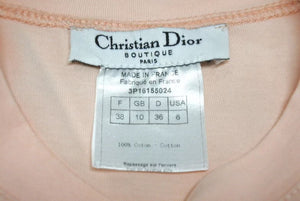 Christian Dior
BOUTIQUE
PARIS
MADE IN FRANCE
Fabriqué en France
3P16155024
F GB D USA
38 10 36 6
100% Coton - Cotton